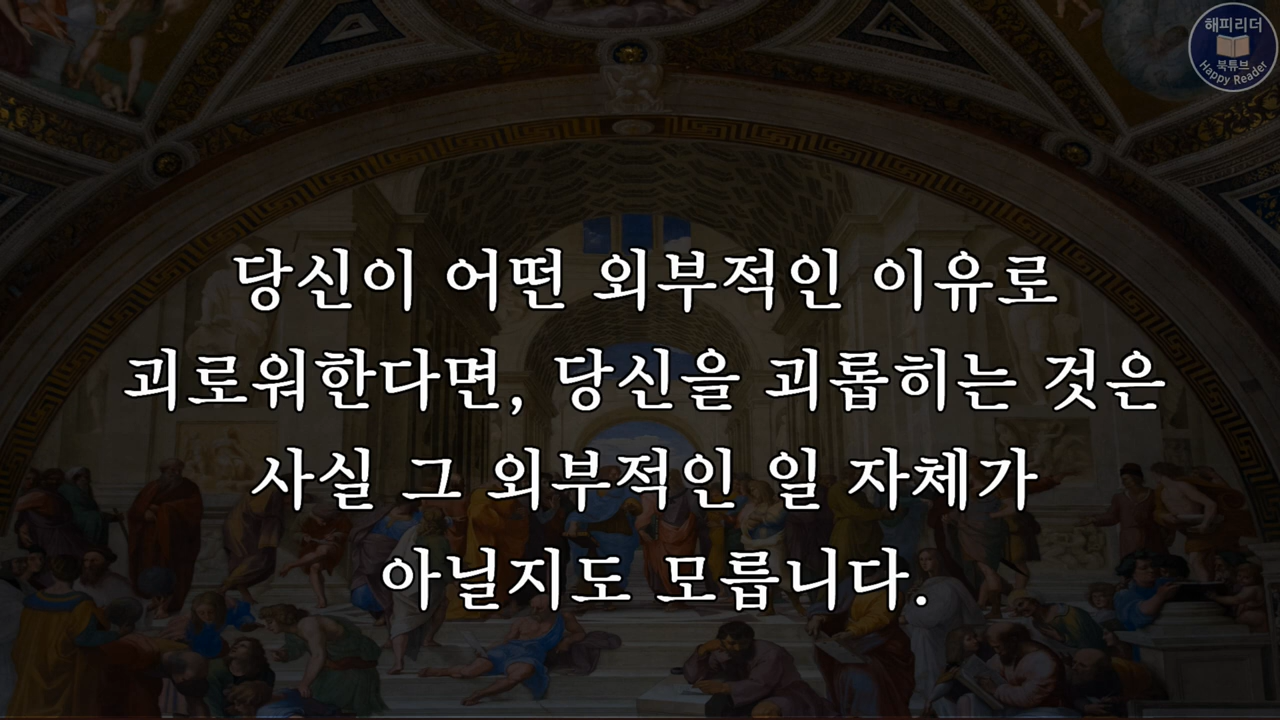 해피리더
북튜브
Happy Reader
당신이 어떤 외부적인 이유로
괴로워한다면, 당신을 괴롭히는 것은
사실 그 외부적인 일 자체가
아닐지도 모릅니다.